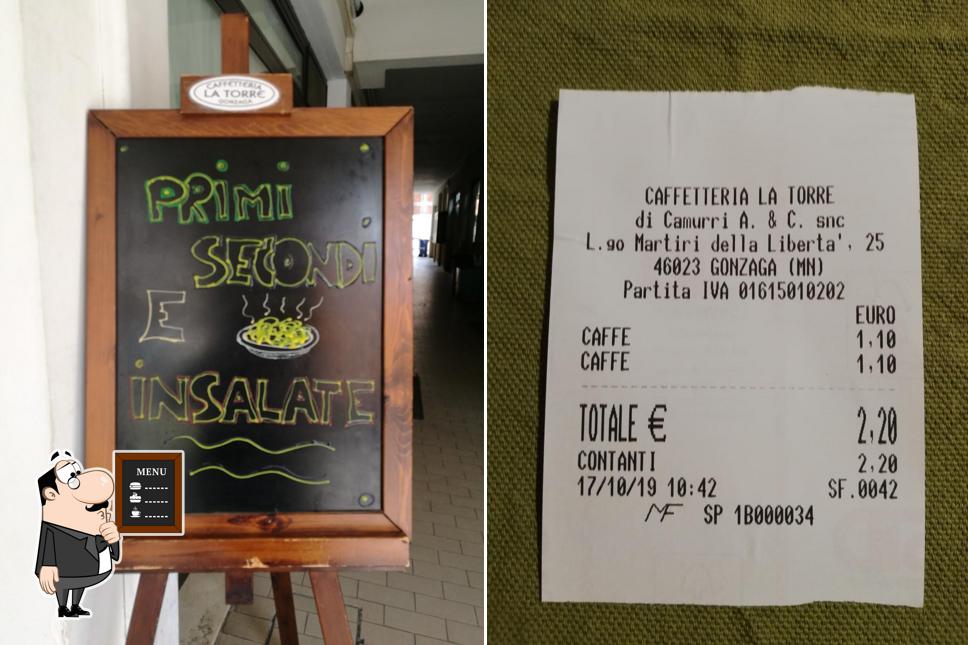 CAFFETTERIA
LA TORRE
GONZAGA
PRIMI
SECONDI
E
INSALATE
MENU
CAFFETTERIA LA TORRE
di Camurri A. & C. snc
L.go Martiri della Liberta', 25
46023 GONZAGA (MN)
Partita IVA 01615010202
EURO
CAFFE 1,10
CAFFE 1,10
TOTALE € 2,20
CONTANTI 2,20
17/10/19 10:42 SF.0042
MF SP 1B000034